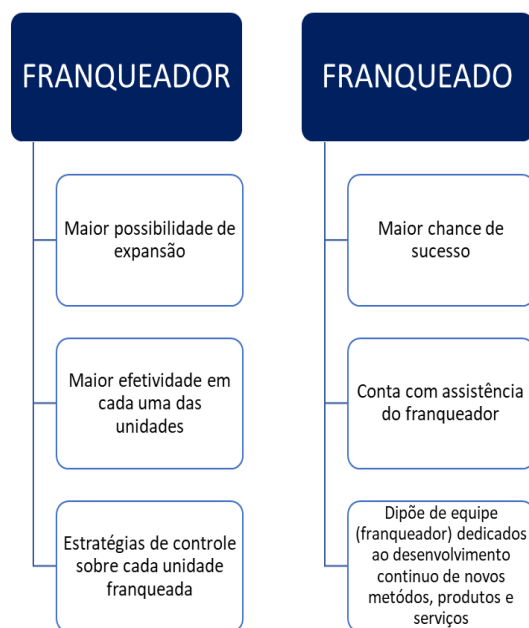 FRANQUEADOR
Maior possibilidade de
expansão
Maior efetividade em
cada uma das
unidades
Estratégias de controle
sobre cada unidade
franqueada
FRANQUEADO
Maior chance de
sucesso
Conta com assistência
do franqueador
Dipõe de equipe
(franqueador) dedicados
ao desenvolvimento
continuo de novos
metódos, produtos e
serviços